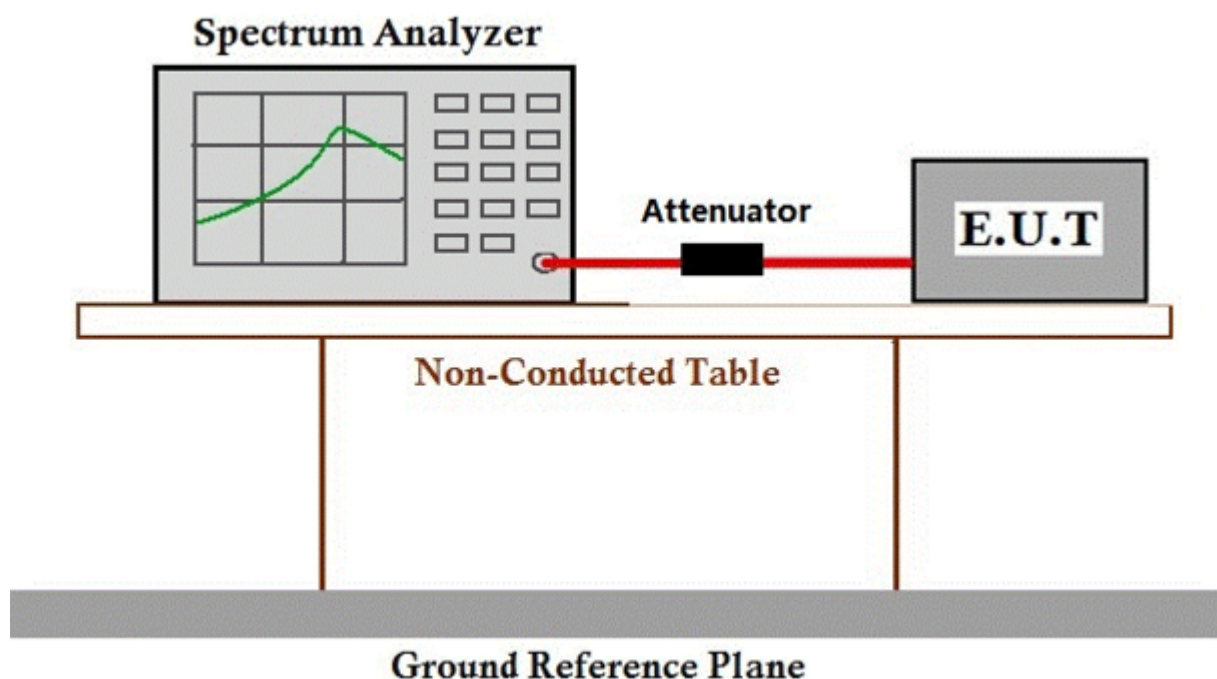 Spectrum Analyzer
Attenuator
E.U.T
Non-Conducted Table
Ground Reference Plane